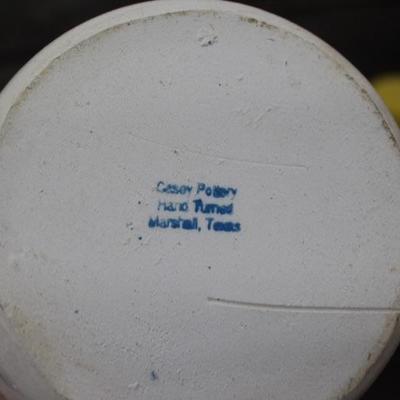 Casey Pottery
Hand Turned
Marshall, Texas